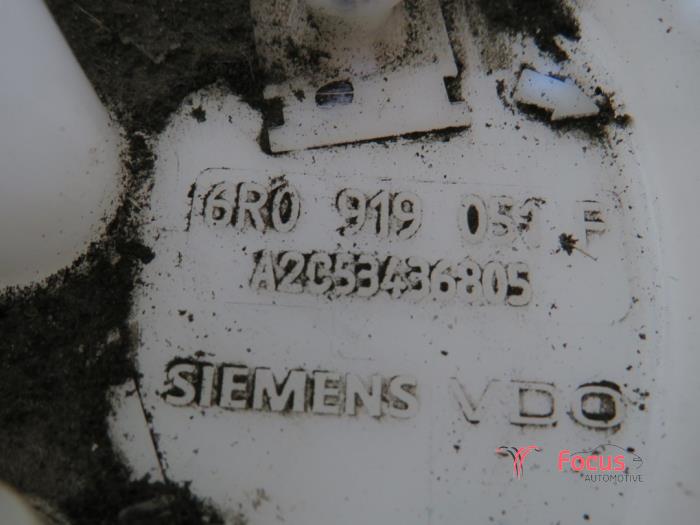 6R0 919 F
A2C53436805
SIEMENS VDO
Focus
AUTOMOTIVE